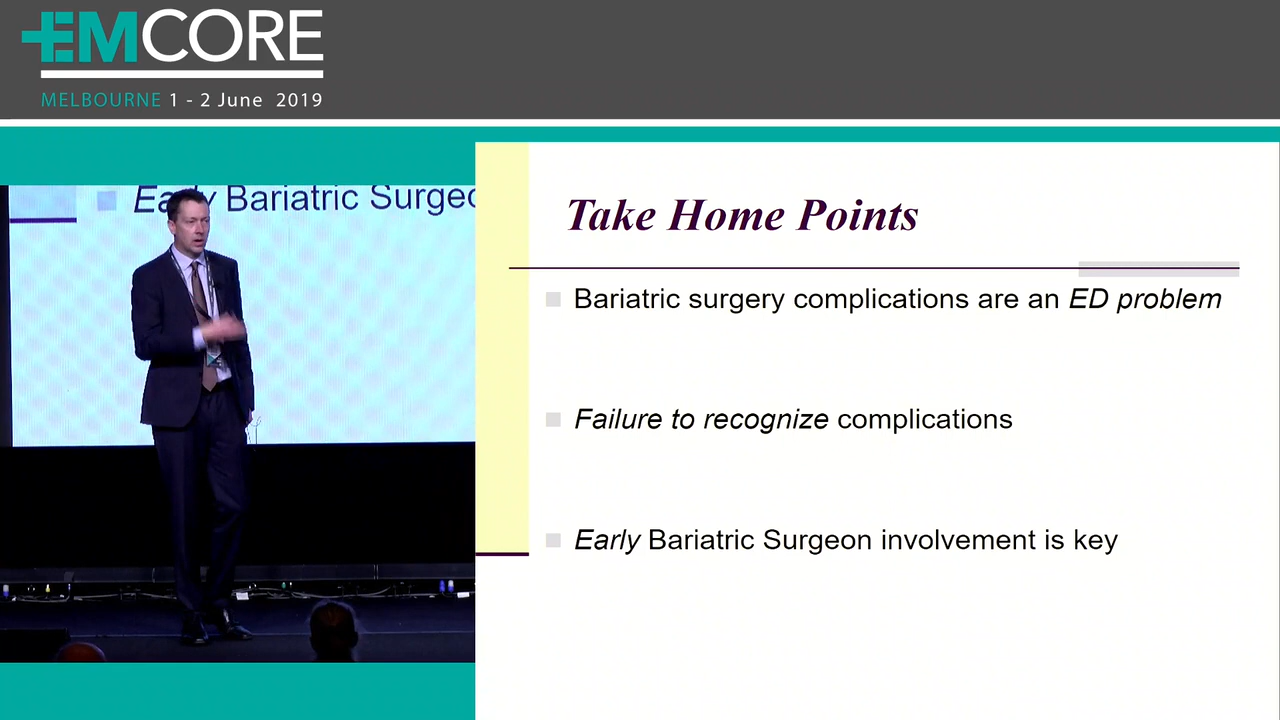 EMCORE
MELBOURNE 1 - 2 June 2019
Early Bariatric Surgeo
Take Home Points
Bariatric surgery complications are an ED problem
Failure to recognize complications
Early Bariatric Surgeon involvement is key